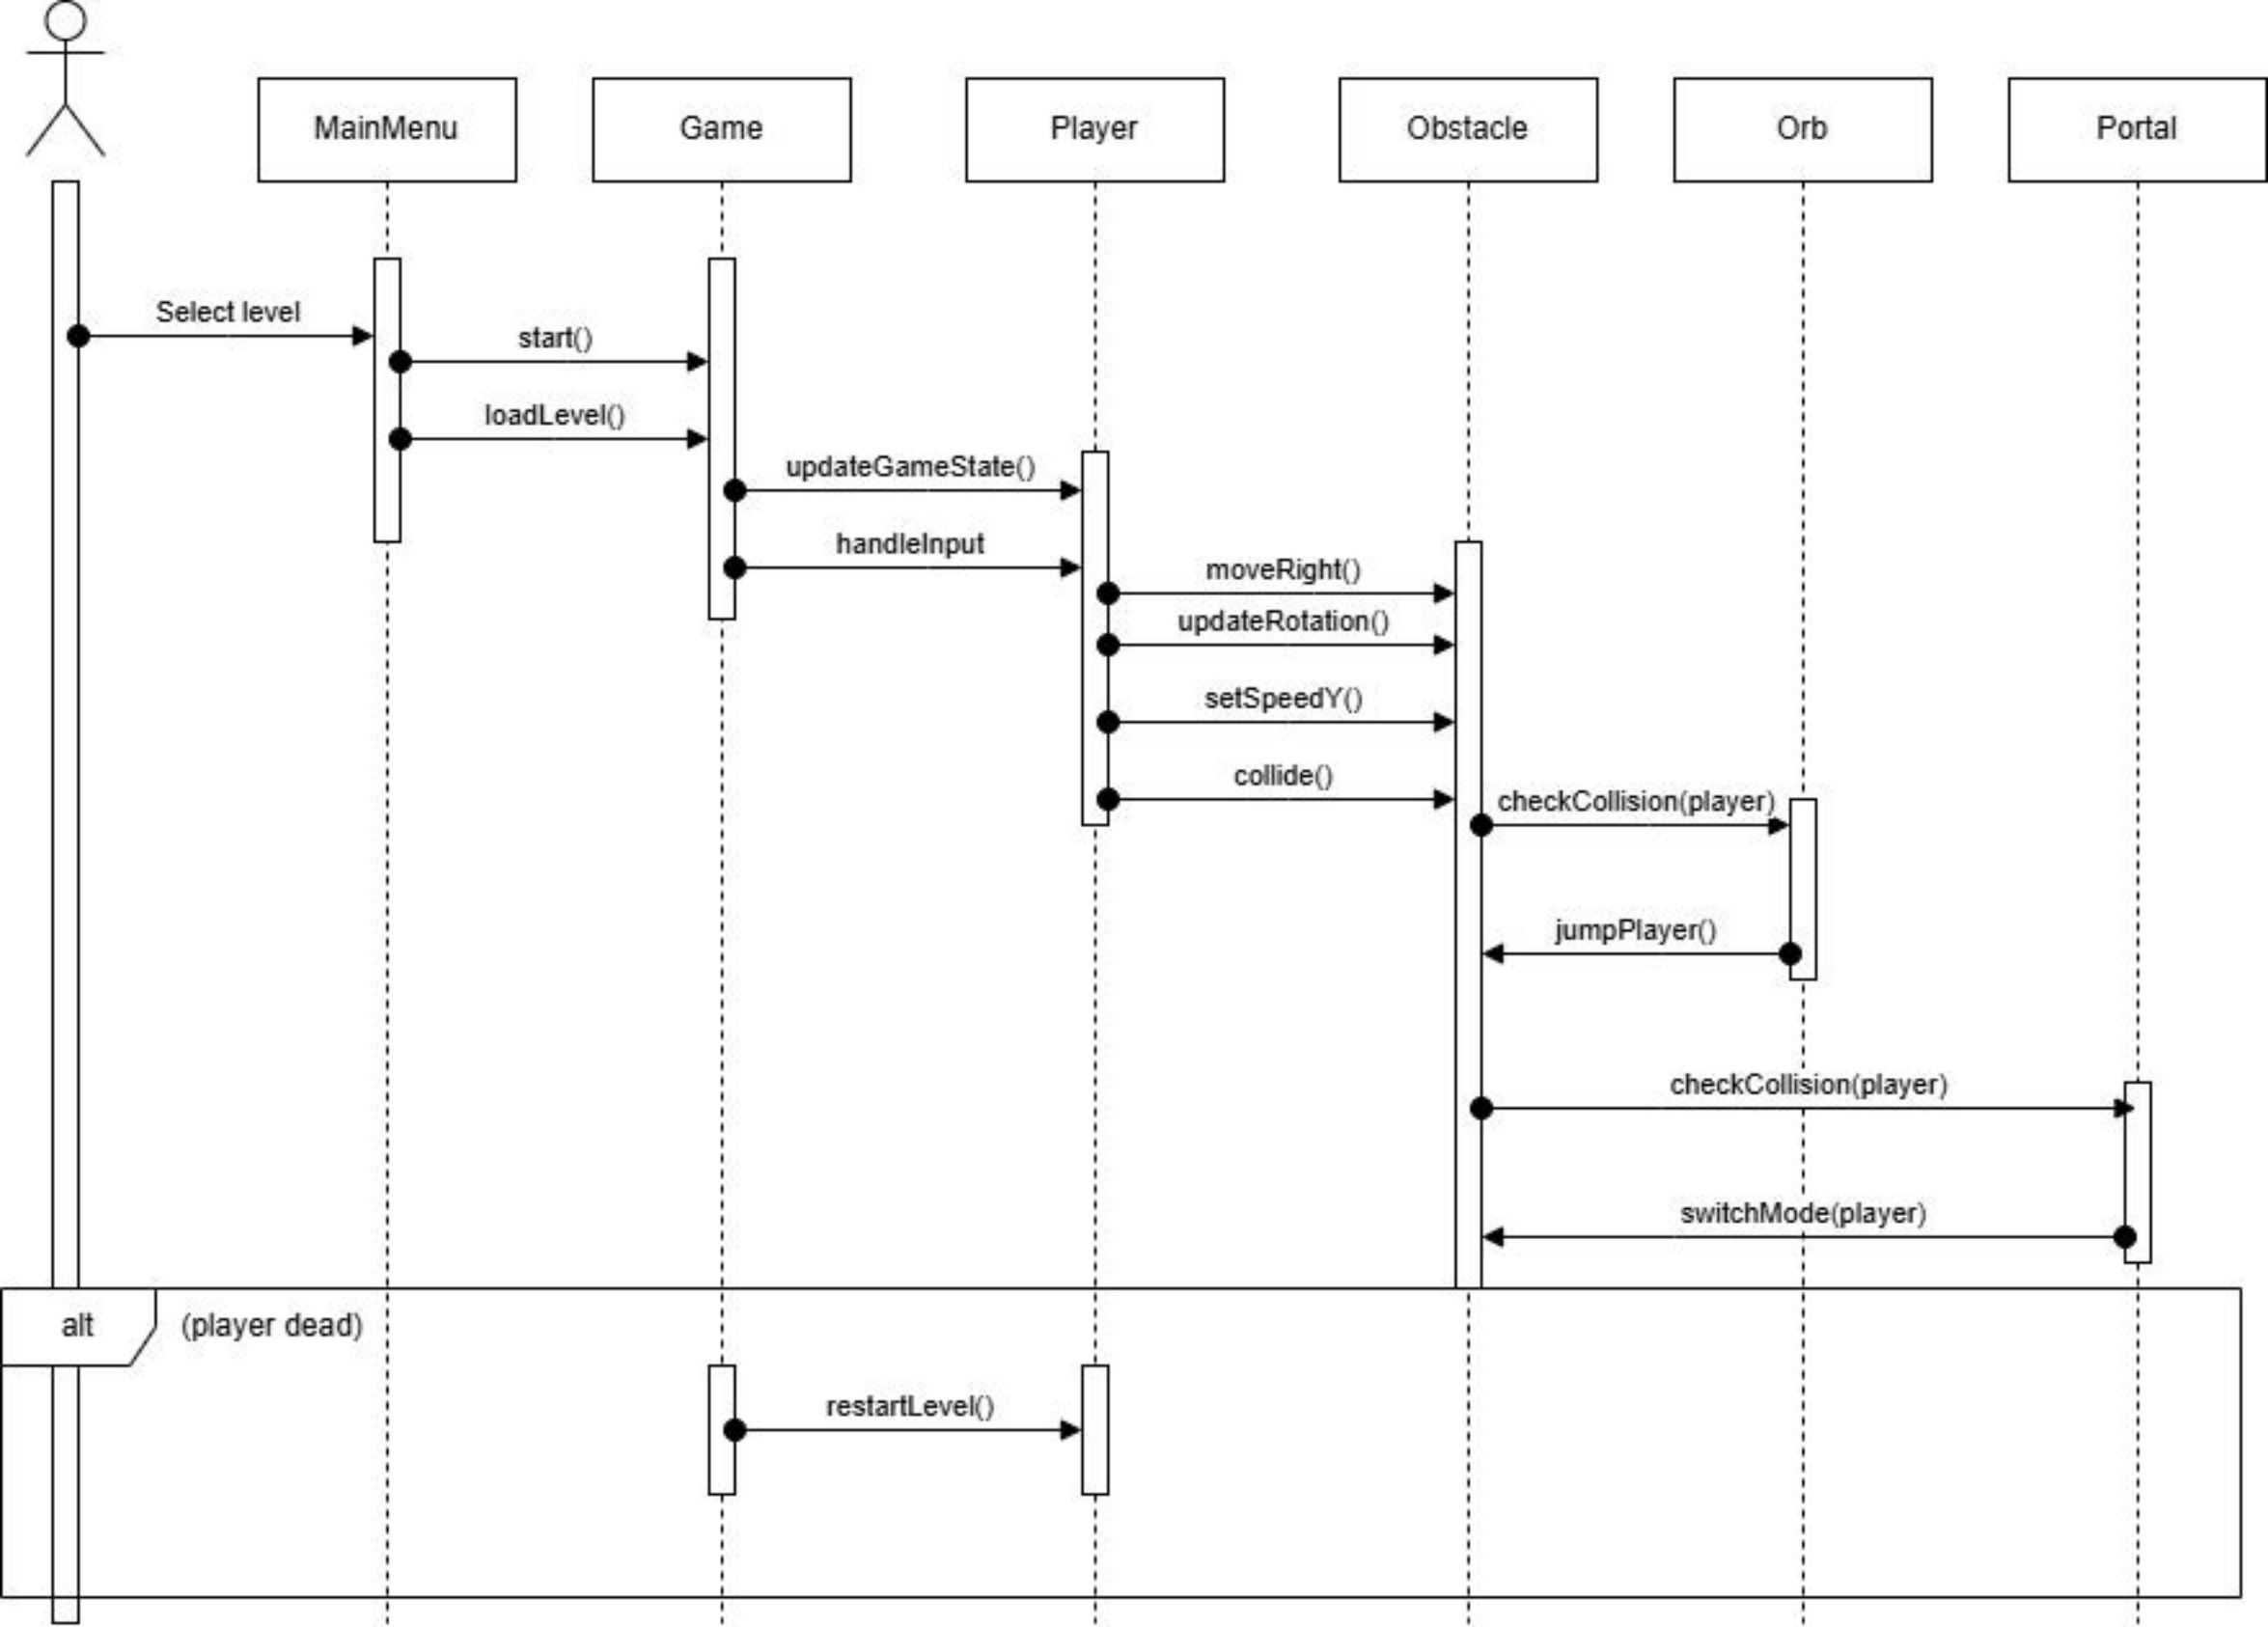 MainMenu
Game
Player
Obstacle
Orb
Portal
Select level
start()
loadLevel()
updateGameState()
handleInput
moveRight()
updateRotation()
setSpeedY()
collide()
checkCollision(player)
jumpPlayer()
checkCollision(player)
switchMode(player)
alt (player dead)
restartLevel()